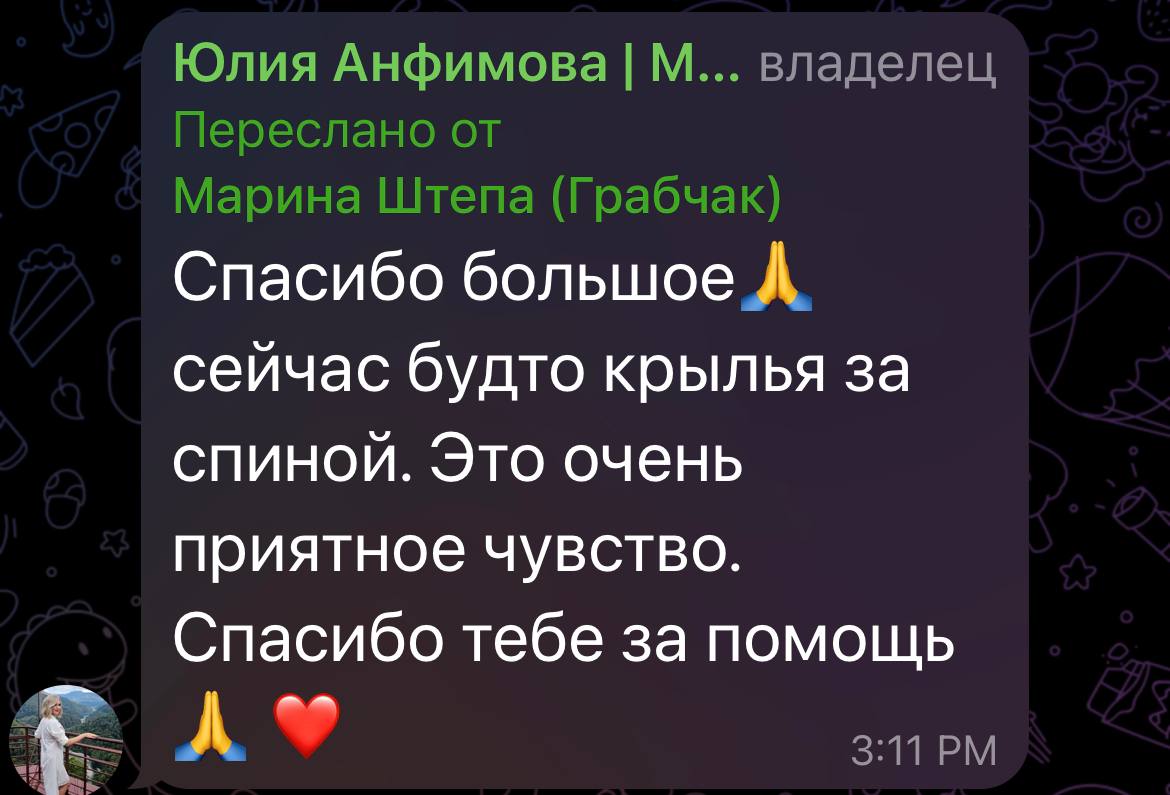 Юлия Анфимова | М... владелец
Переслано от
Марина Штепа (Грабчак)
Спасибо большое🙏
сейчас будто крылья за
спиной. Это очень
приятное чувство.
Спасибо тебе за помощь
🙏 ❤️
3:11 PM